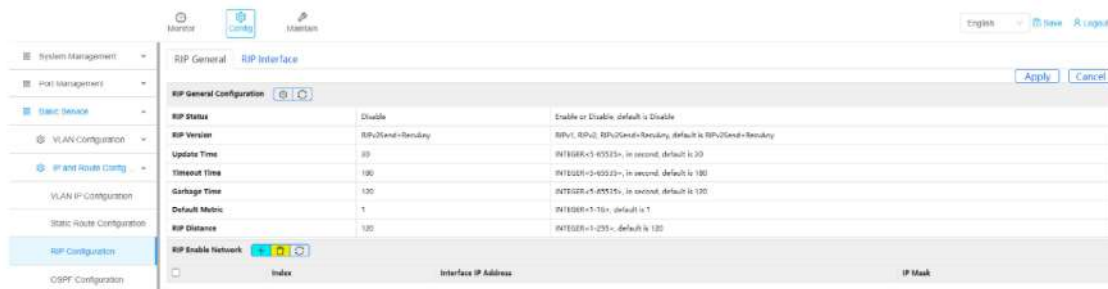 Monitor Config Maintain English Save Logout
System Management
Port Management
Basic Service
VLAN Configuration
IP and Route Config ...
VLAN IP Configuration
Static Route Configuration
RIP Configuration
OSPF Configuration
RIP General RIP Interface
Apply Cancel
RIP General Configuration
RIP Status Disable Enable or Disable, default is Disable
RIP Version RIPv2Send+RecvAny RIPv1, RIPv2, RIPv2Send+RecvAny, default is RIPv2Send+RecvAny
Update Time 30 INTEGER<5-65535>, in second, default is 30
Timeout Time 180 INTEGER<5-65535>, in second, default is 180
Garbage Time 120 INTEGER<5-65535>, in second, default is 120
Default Metric 1 INTEGER<1-16>, default is 1
RIP Distance 120 INTEGER<1-255>, default is 120
RIP Enable Network
Index Interface IP Address IP Mask